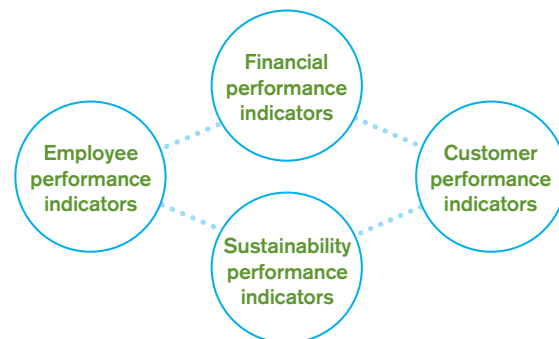 Financial
performance
indicators
Employee
performance
indicators
Customer
performance
indicators
Sustainability
performance
indicators